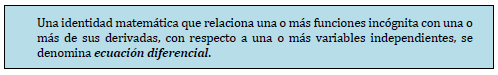 Una identidad matemática que relaciona una o más funciones incógnita con una o
más de sus derivadas, con respecto a una o más variables independientes, se
denomina ecuación diferencial.